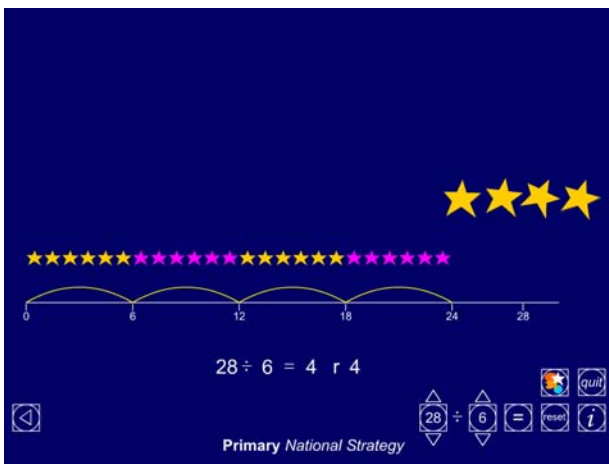 0 6 12 18 24 28
28 ÷ 6 = 4 r 4
quit
28 ÷ 6 = reset i
Primary National Strategy